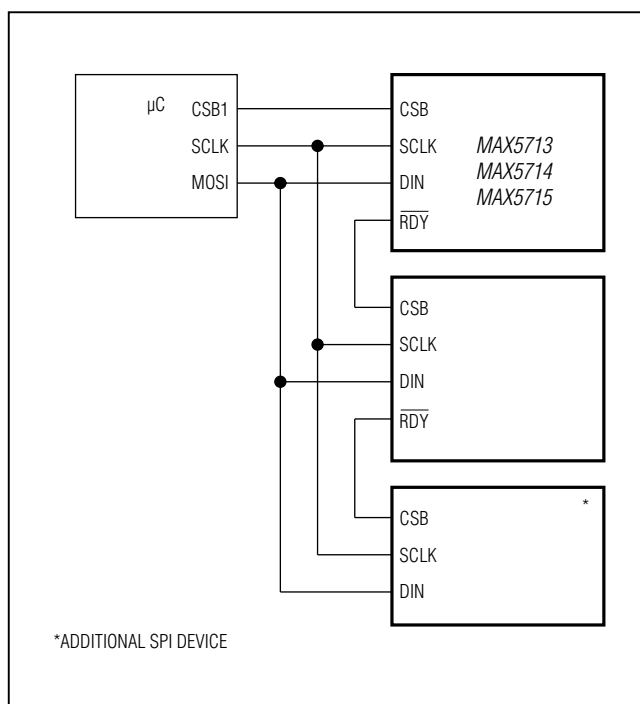 µC
CSB1
SCLK
MOSI
CSB
SCLK
DIN
RDY
MAX5713
MAX5714
MAX5715
CSB
SCLK
DIN
RDY
*
CSB
SCLK
DIN
*ADDITIONAL SPI DEVICE